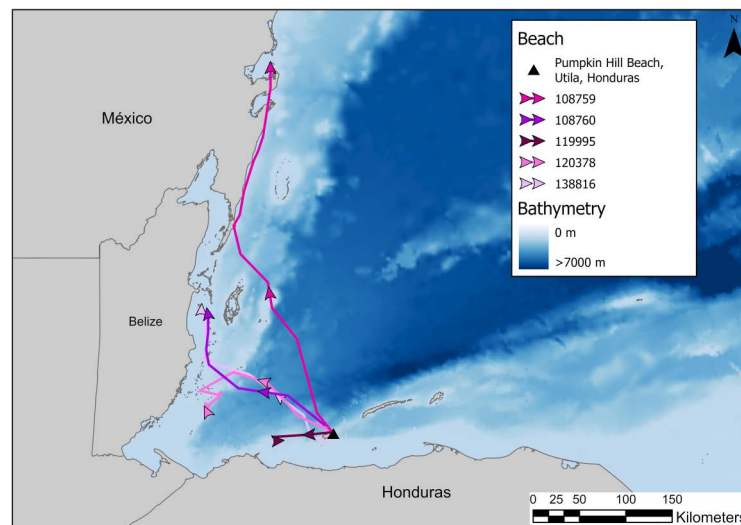 N
Beach
Pumpkin Hill Beach,
Utila, Honduras
108759
108760
119995
120378
138816
Bathymetry
0 m
>7000 m
México
Belize
Honduras
0 25 50 100 150
Kilometers